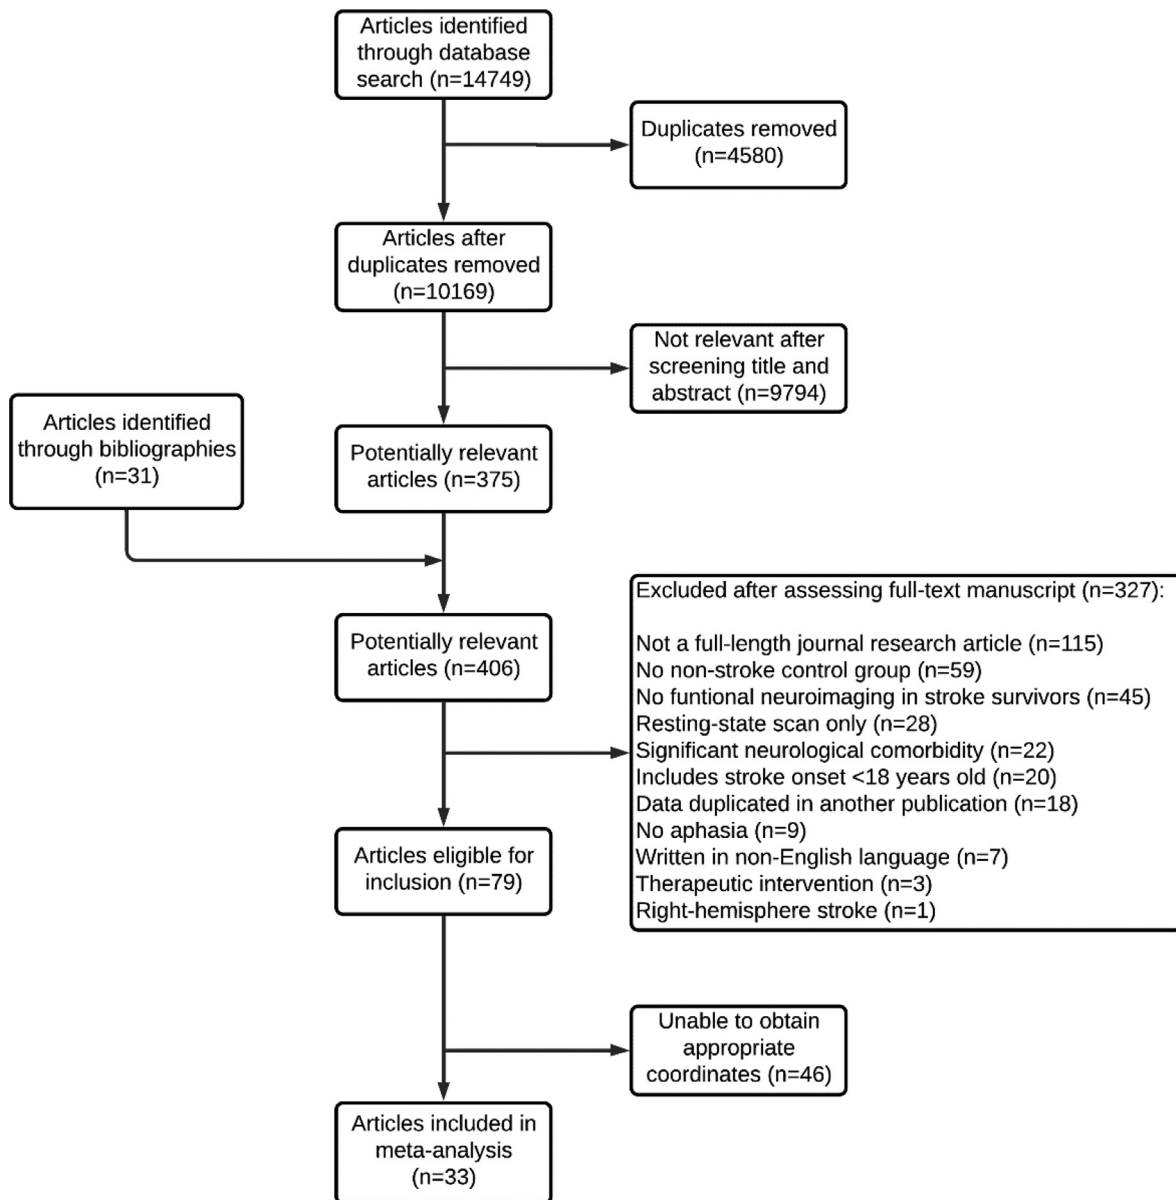 Articles identified
through database
search (n=14749)
Duplicates removed
(n=4580)
Articles after
duplicates removed
(n=10169)
Not relevant after
screening title and
abstract (n=9794)
Articles identified
through bibliographies
(n=31)
Potentially relevant
articles (n=375)
Potentially relevant
articles (n=406)
Excluded after assessing full-text manuscript (n=327):
Not a full-length journal research article (n=115)
No non-stroke control group (n=59)
No funtional neuroimaging in stroke survivors (n=45)
Resting-state scan only (n=28)
Significant neurological comorbidity (n=22)
Includes stroke onset <18 years old (n=20)
Data duplicated in another publication (n=18)
No aphasia (n=9)
Written in non-English language (n=7)
Therapeutic intervention (n=3)
Right-hemisphere stroke (n=1)
Articles eligible for
inclusion (n=79)
Unable to obtain
appropriate
coordinates (n=46)
Articles included in
meta-analysis
(n=33)